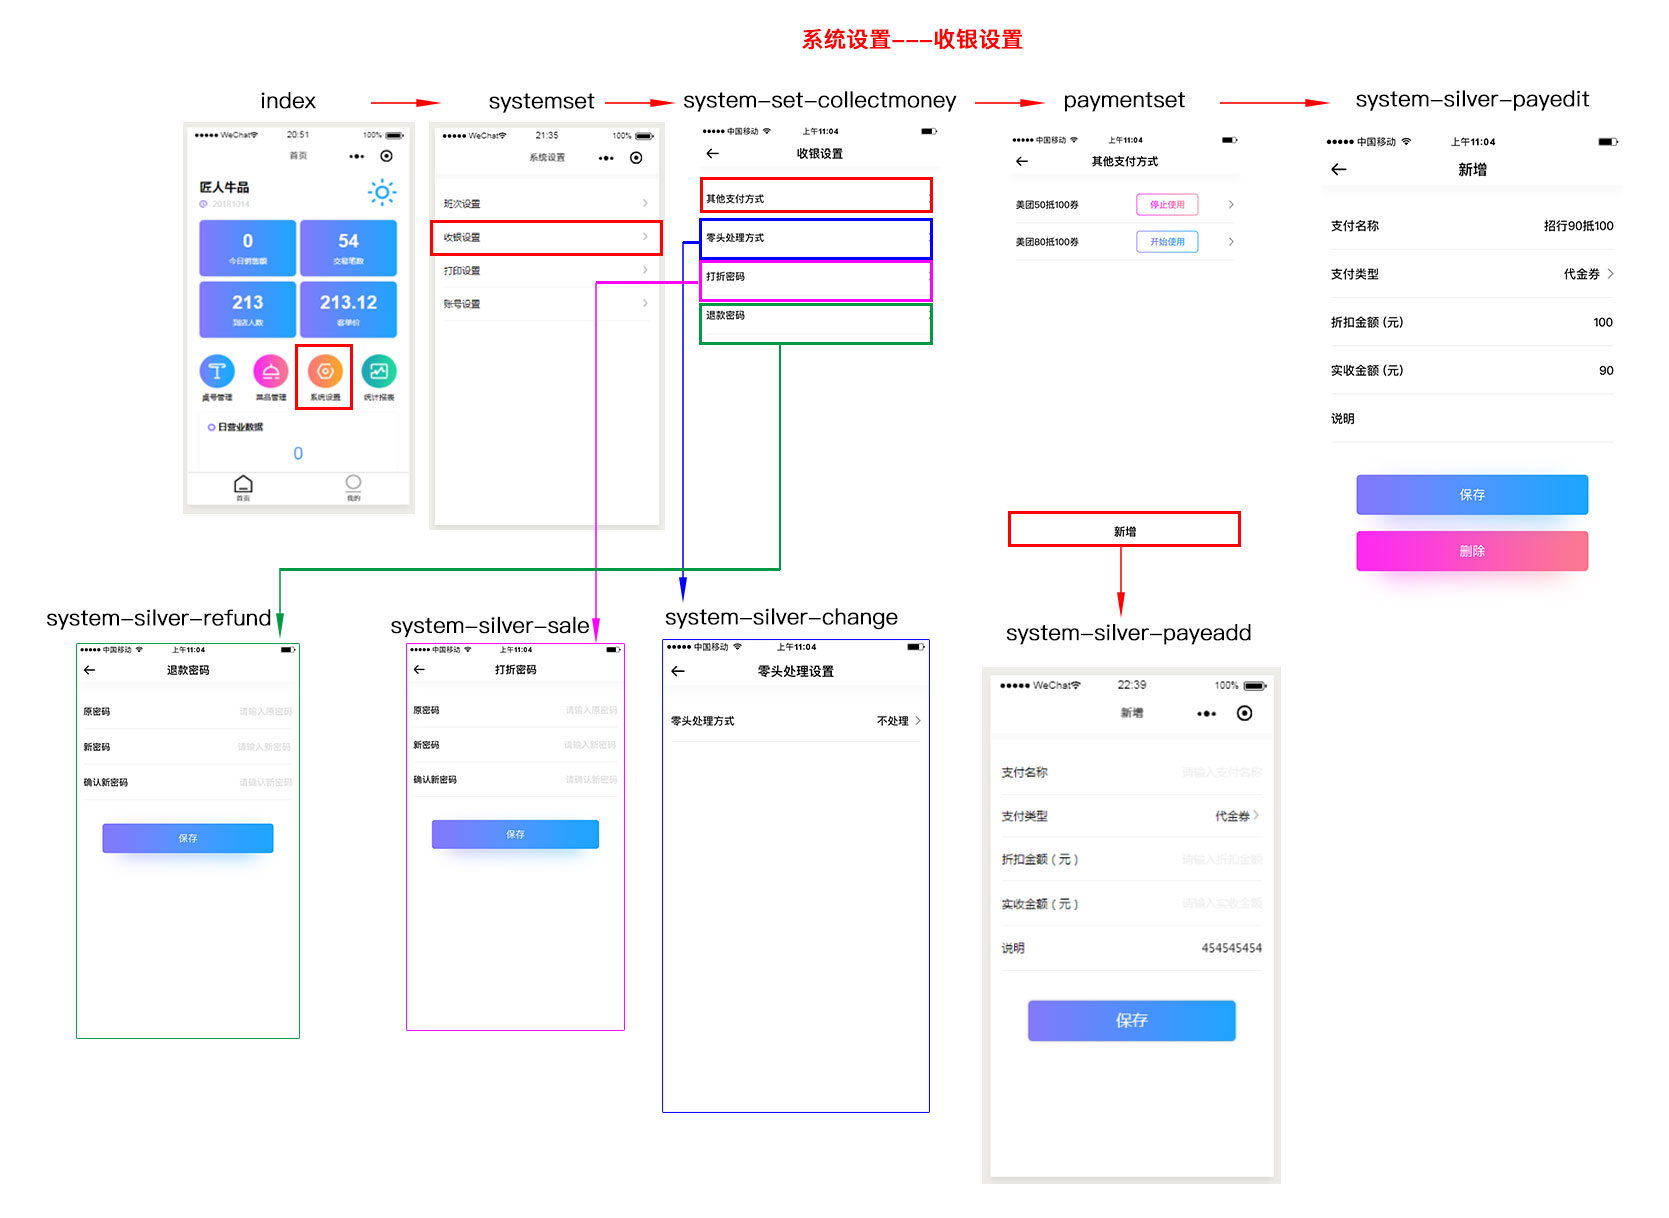 系统设置---收银设置
index
systemset
system-set-collectmoney
paymentset
system-silver-payedit
WeChat 20:51 100%
首页
匠人牛品
20181014
0
今日销售额
54
交易笔数
213
到店人数
213.12
客单价
桌号管理
菜品管理
系统设置
统计报表
日营业数据
0
首页
我的
WeChat 21:35 100%
系统设置
班次设置
收银设置
打印设置
账号设置
中国移动 上午11:04
收银设置
其他支付方式
零头处理方式
打折密码
退款密码
中国移动 上午11:04
其他支付方式
美团50抵100券 停止使用
美团80抵100券 开始使用
新增
中国移动 上午11:04
新增
支付名称 招行90抵100
支付类型 代金券
折扣金额 (元) 100
实收金额 (元) 90
说明
保存
删除
system-silver-refund
system-silver-sale
system-silver-change
system-silver-payeadd
中国移动 上午11:04
退款密码
原密码 请输入原密码
新密码 请输入新密码
确认新密码 请确认新密码
保存
中国移动 上午11:04
打折密码
原密码 请输入原密码
新密码 请输入新密码
确认新密码 请确认新密码
保存
中国移动 上午11:04
零头处理设置
零头处理方式 不处理
WeChat 22:39 100%
新增
支付名称 请输入支付名称
支付类型 代金券
折扣金额（元） 请输入折扣金额
实收金额（元） 请输入实收金额
说明 454545454
保存